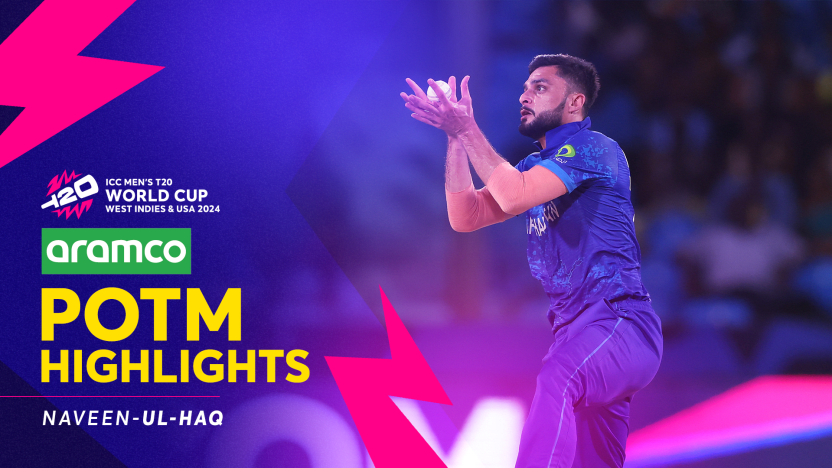 ICC MEN'S T20
WORLD CUP
WEST INDIES & USA 2024
T20
aramco
POTM
HIGHLIGHTS
NAVEEN-UL-HAQ